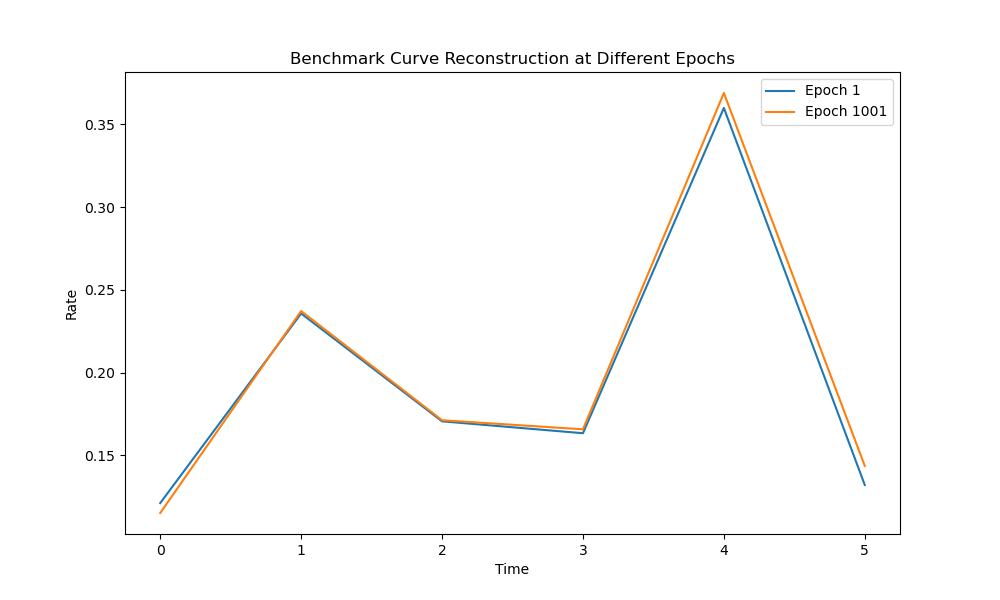 Benchmark Curve Reconstruction at Different Epochs
Epoch 1
Epoch 1001
0.35
0.30
0.25
0.20
0.15
Rate
0
1
2
3
4
5
Time